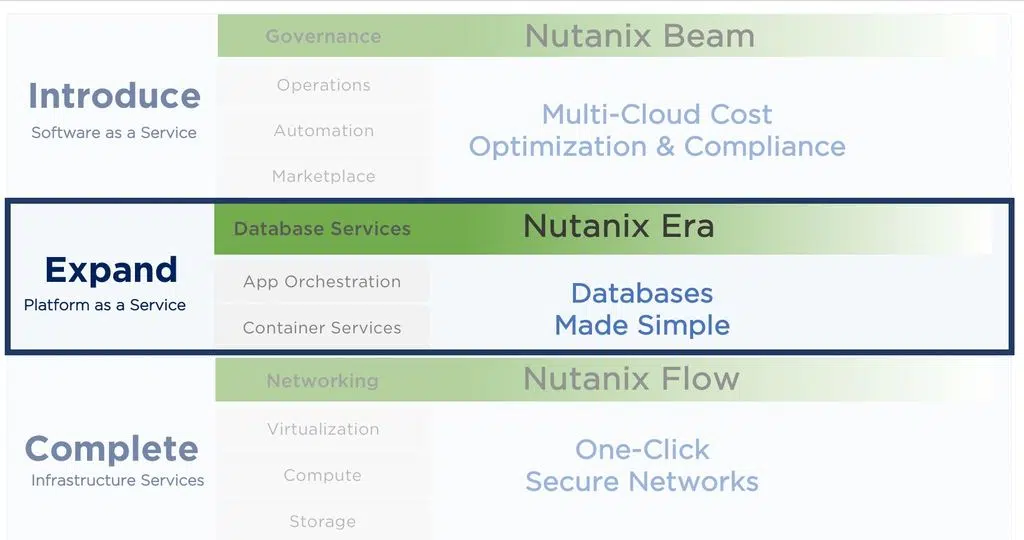 Governance
Nutanix Beam
Introduce
Software as a Service
Operations
Automation
Marketplace
Multi-Cloud Cost
Optimization & Compliance
Database Services
Nutanix Era
Expand
Platform as a Service
App Orchestration
Container Services
Databases
Made Simple
Networking
Nutanix Flow
Complete
Infrastructure Services
Virtualization
Compute
Storage
One-Click
Secure Networks